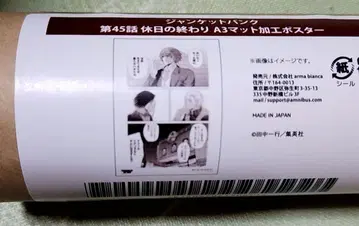 ジャンケットバンク
第45話 休日の終わり A3マット加工ポスター
※画像はイメージです。
発売元／株式会社 arma bianca
住所／〒164-0013
東京都中野区弥生町3-35-13
335中野新橋ビル 3F
mail / support@amnibus.com
MADE IN JAPAN
©田中一行／集英社
紙
シール